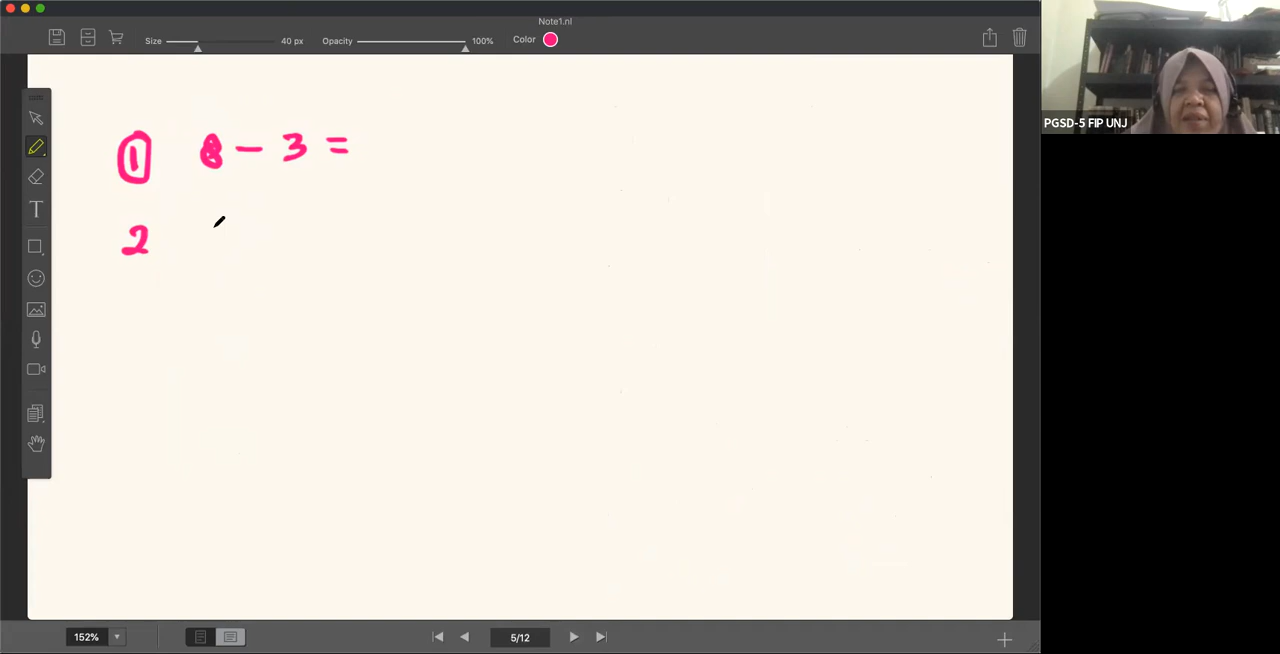 Note1.nl
Size 40 px Opacity 100% Color
T
PGSD-5 FIP UNJ
1 8 - 3 =
2
152% 5/12